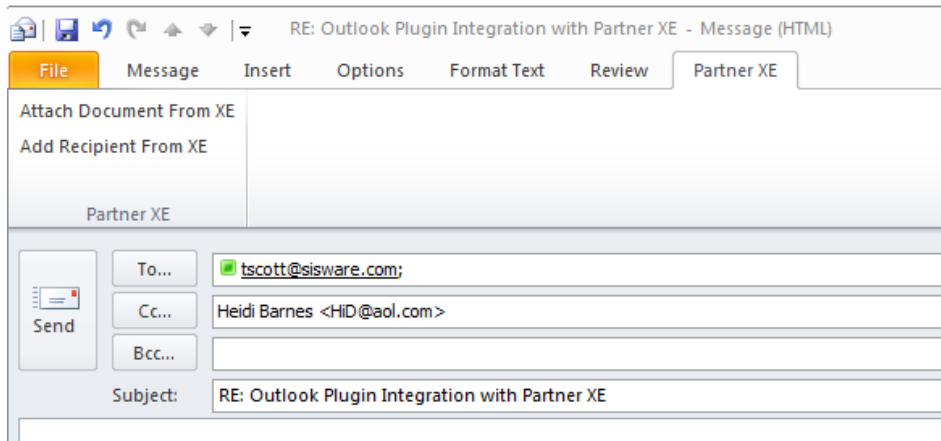 RE: Outlook Plugin Integration with Partner XE - Message (HTML)
File Message Insert Options Format Text Review Partner XE
Attach Document From XE
Add Recipient From XE
Partner XE
To... tscott@sisware.com;
Send Cc... Heidi Barnes <HiD@aol.com>
Bcc...
Subject: RE: Outlook Plugin Integration with Partner XE